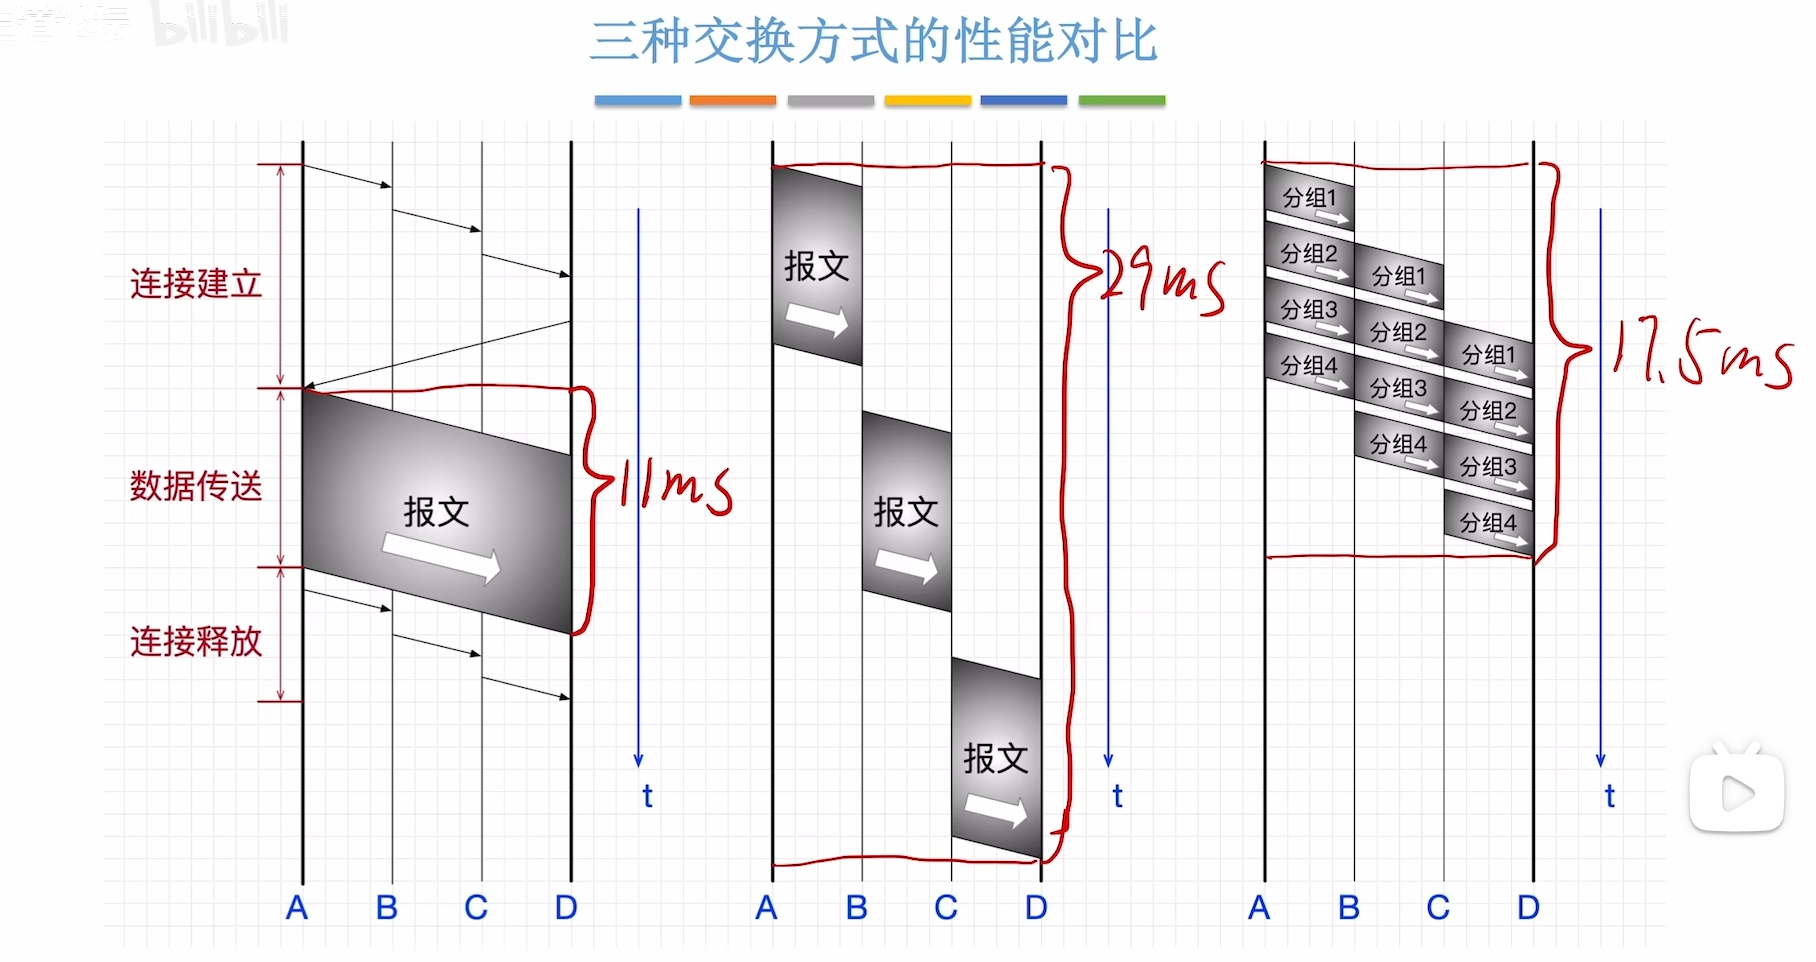 bilibili
三种交换方式的性能对比
连接建立
数据传送
连接释放
报文
11ms
t
A B C D
报文
报文
报文
29ms
t
A B C D
分组1
分组2 分组1
分组3 分组2 分组1
分组4 分组3 分组2
分组4 分组3
分组4
17.5ms
t
A B C D